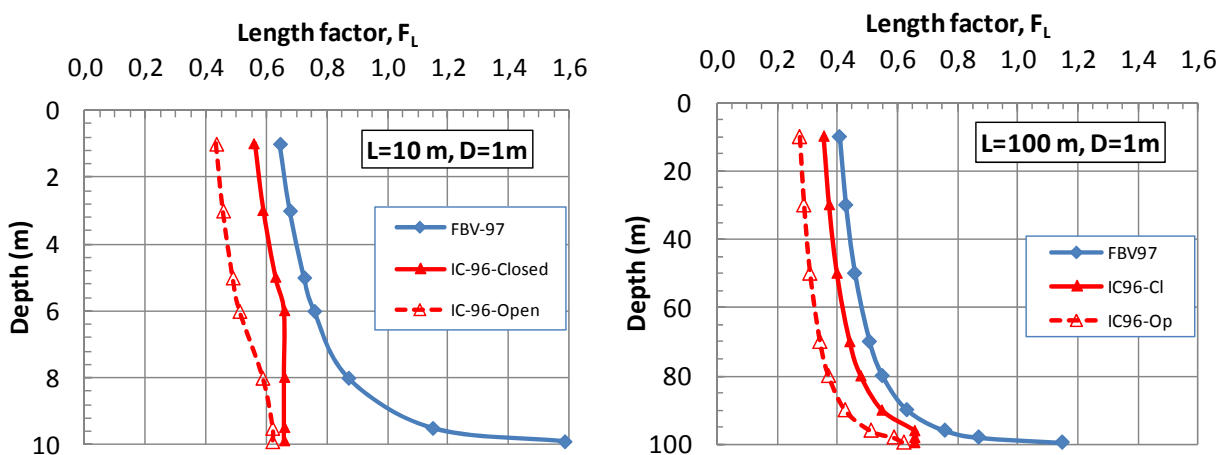 Length factor, FL
0,0 0,2 0,4 0,6 0,8 1,0 1,2 1,4 1,6
0
2
4
6
8
10
Depth (m)
L=10 m, D=1m
FBV-97
IC-96-Closed
IC-96-Open
Length factor, FL
0,0 0,2 0,4 0,6 0,8 1,0 1,2 1,4 1,6
0
20
40
60
80
100
Depth (m)
L=100 m, D=1m
FBV97
IC96-Cl
IC96-Op